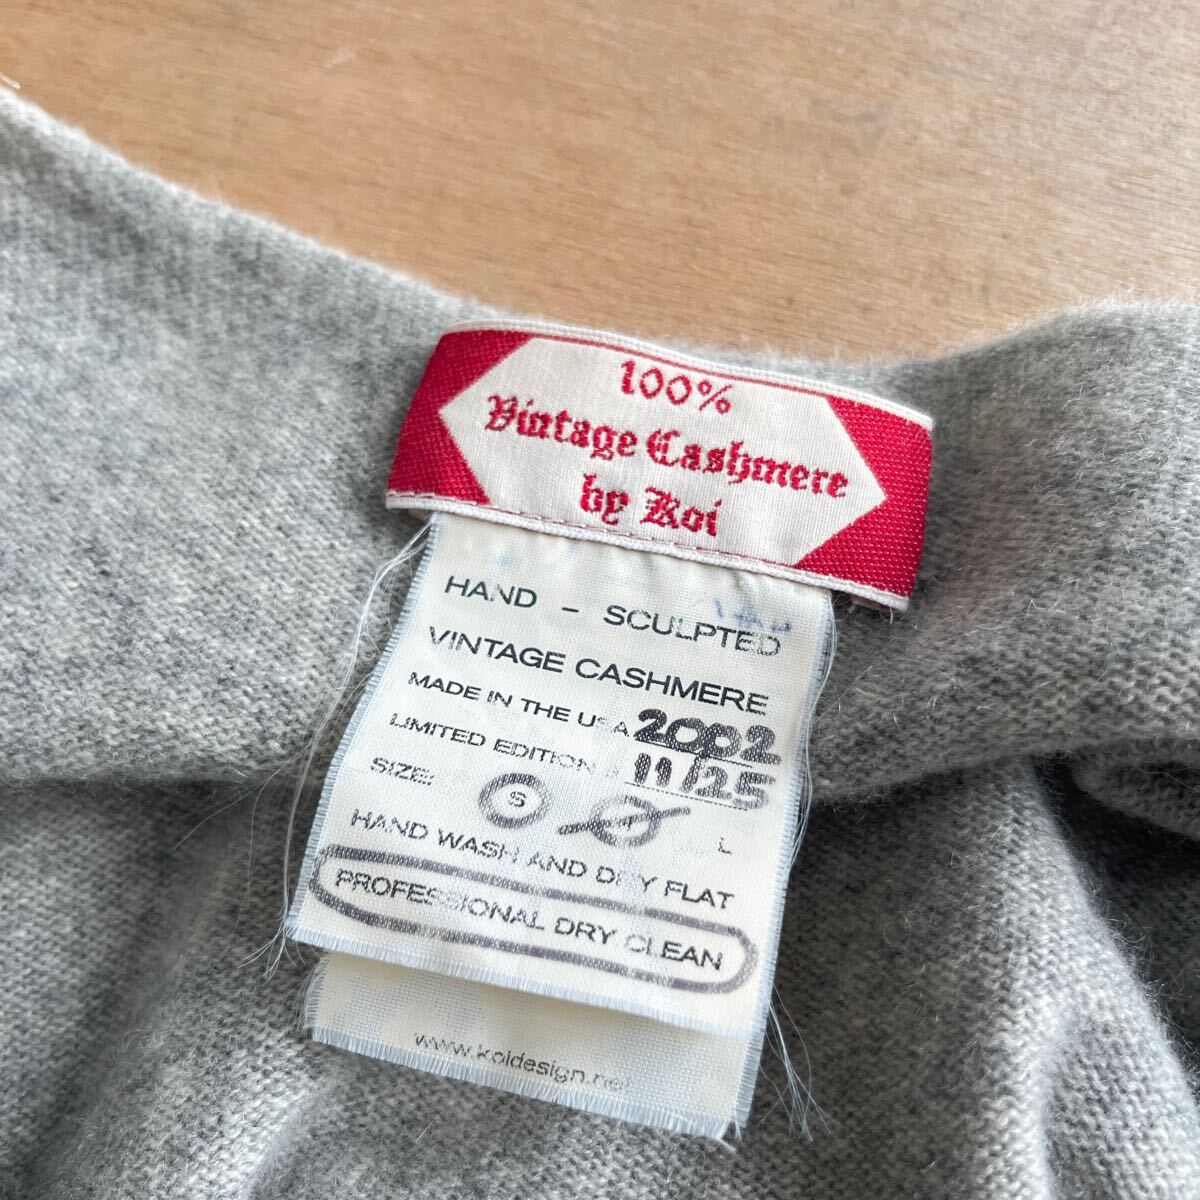 100%
Vintage Cashmere
by Koi
HAND - SCULPTED
VINTAGE CASHMERE
MADE IN THE USA 2002
LIMITED EDITION 11/25
SIZE: S L
HAND WASH AND DRY FLAT
PROFESSIONAL DRY CLEAN
www.koidesign.net